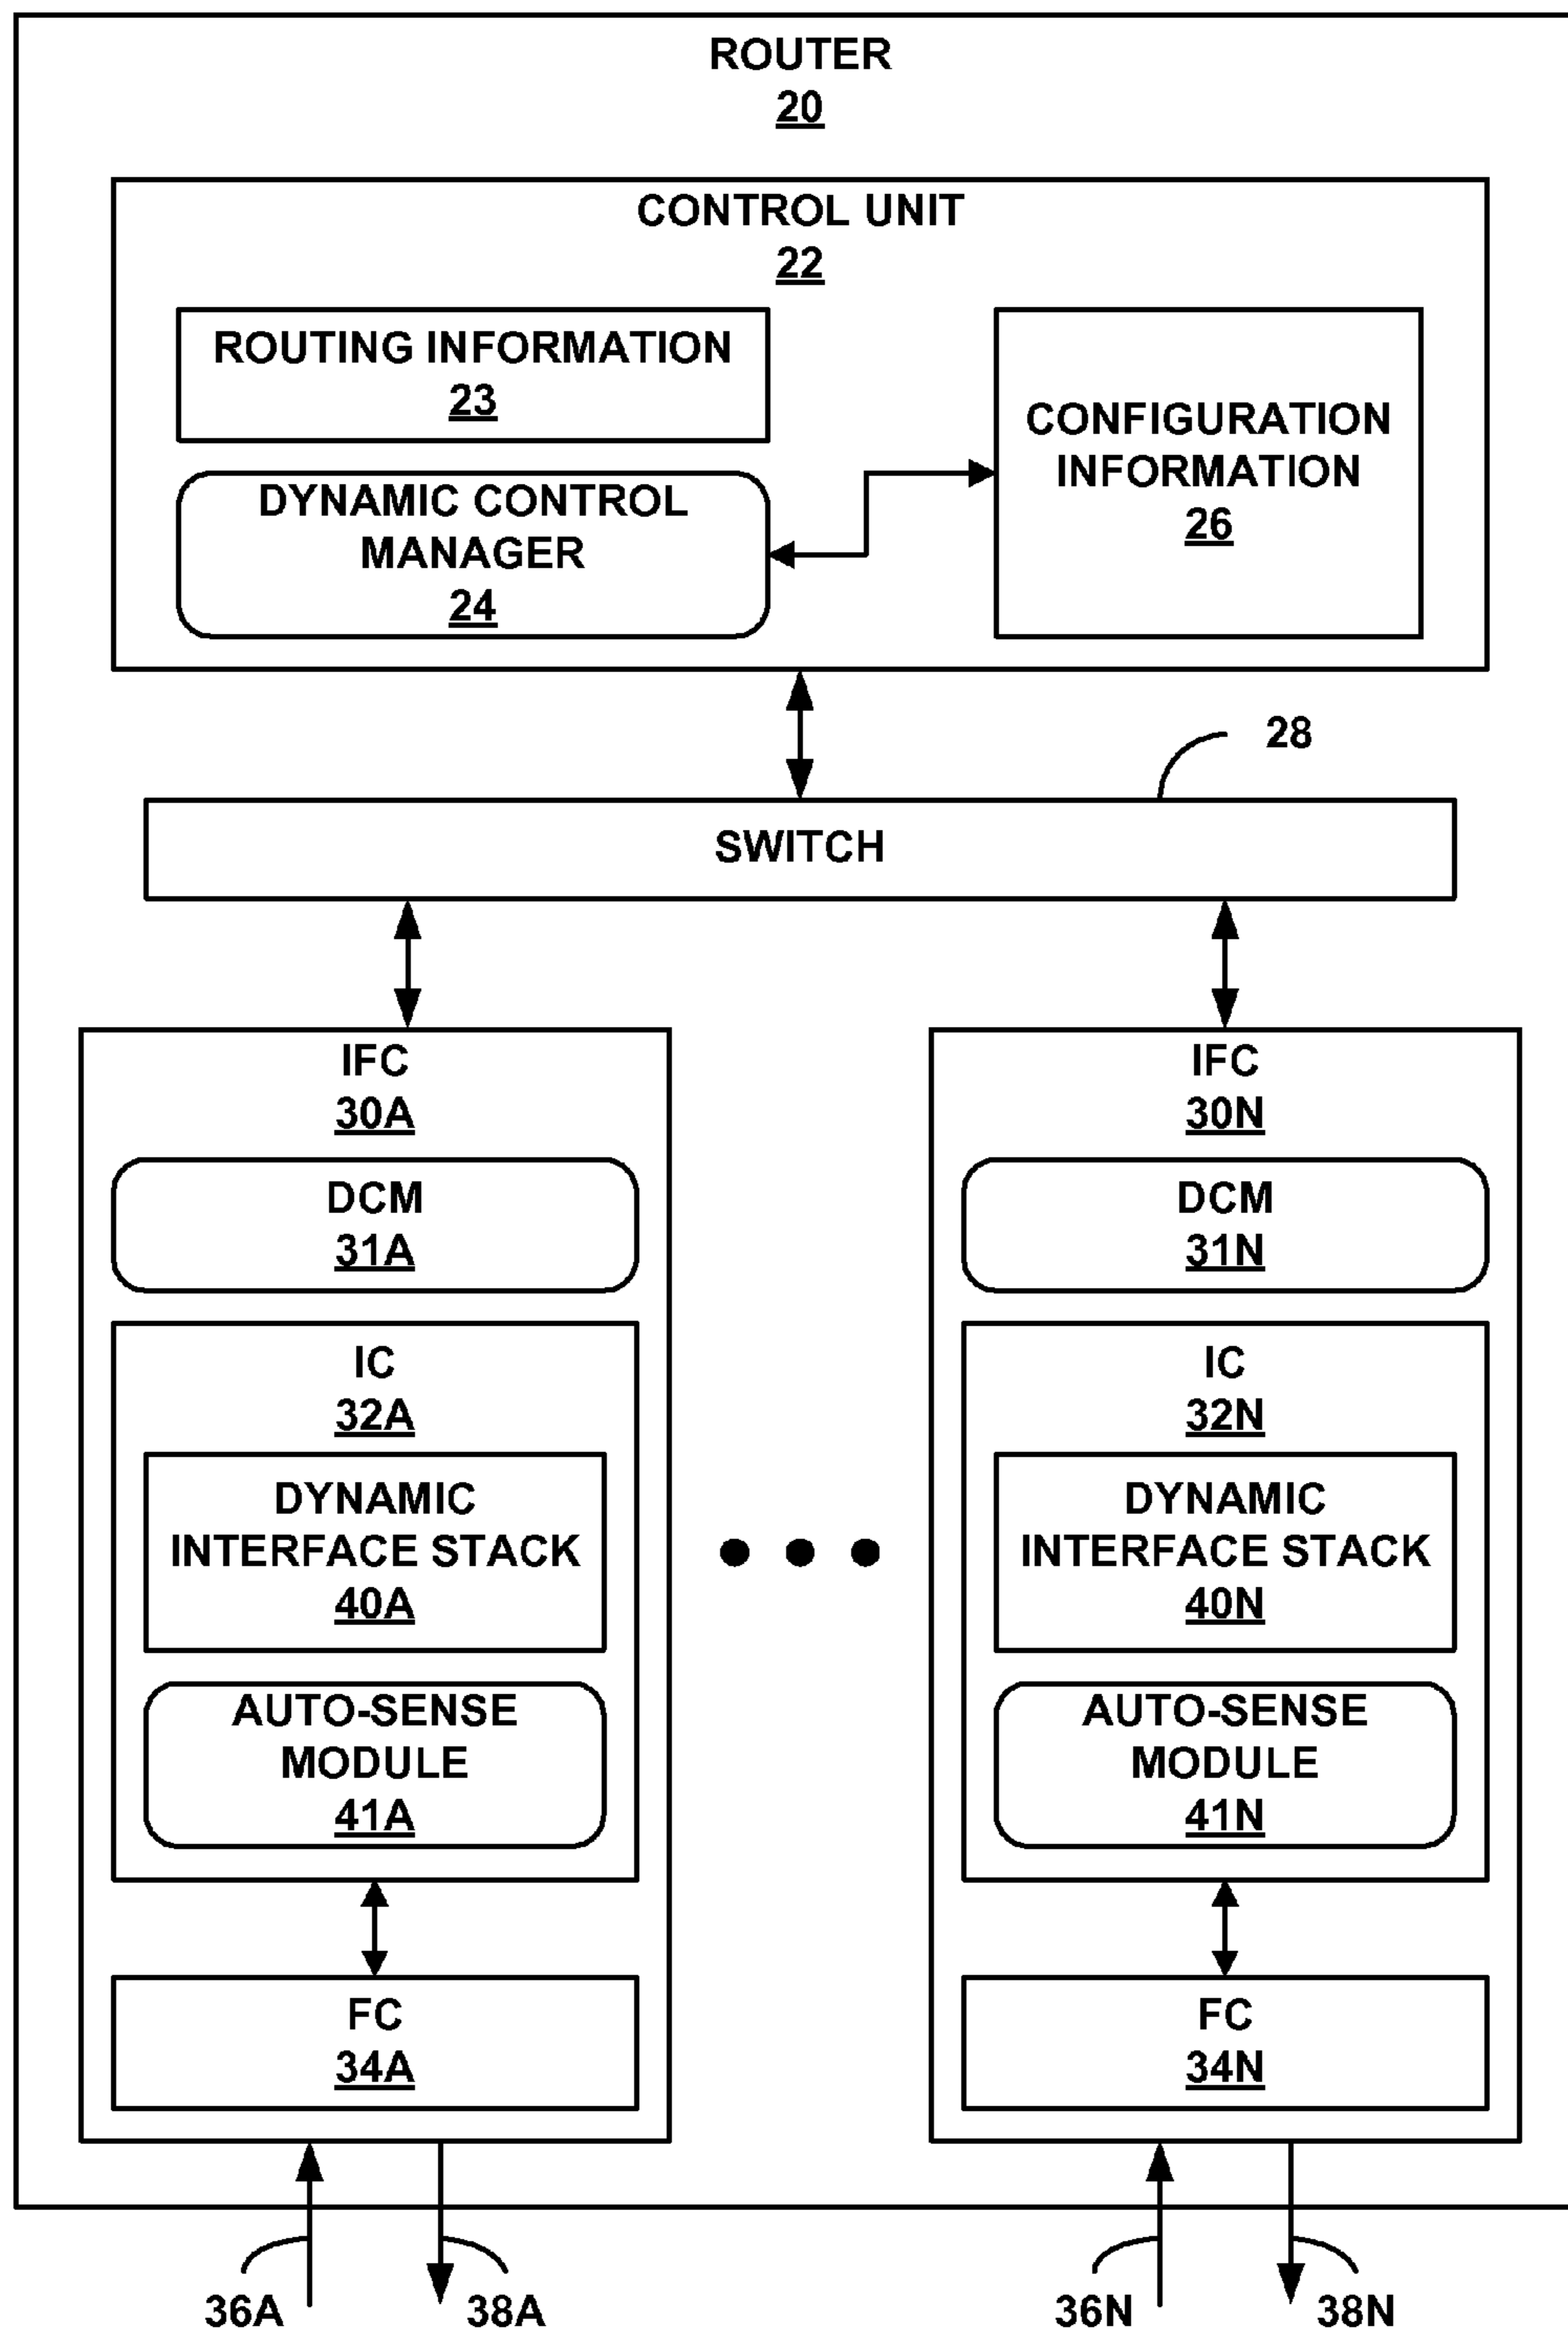 ROUTER
20
CONTROL UNIT
22
ROUTING INFORMATION
23
DYNAMIC CONTROL
MANAGER
24
CONFIGURATION
INFORMATION
26
28
SWITCH
IFC
30A
DCM
31A
IC
32A
DYNAMIC
INTERFACE STACK
40A
AUTO-SENSE
MODULE
41A
FC
34A
IFC
30N
DCM
31N
IC
32N
DYNAMIC
INTERFACE STACK
40N
AUTO-SENSE
MODULE
41N
FC
34N
36A
38A
36N
38N